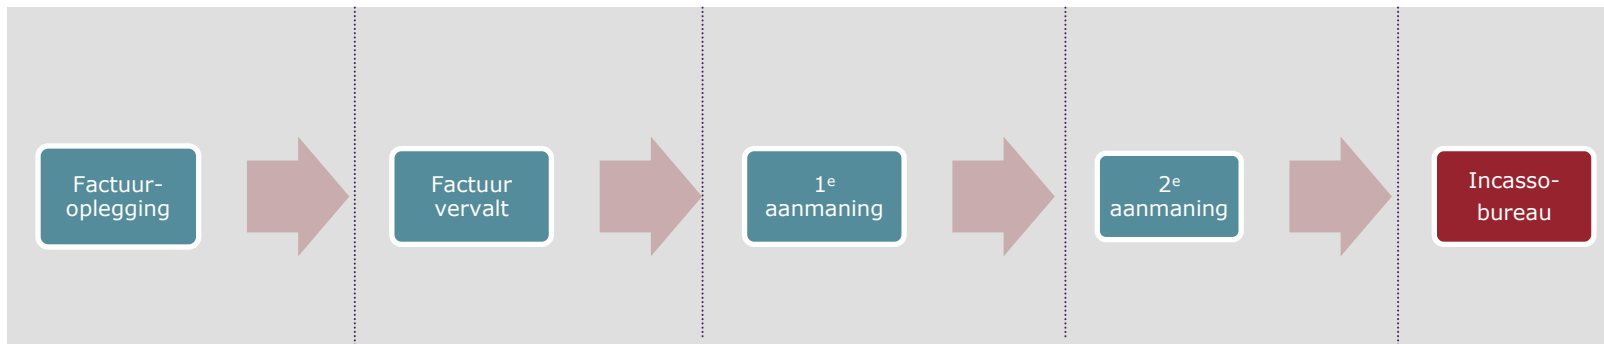 Factuur-
oplegging
Factuur
vervalt
1e
aanmaning
2e
aanmaning
Incasso-
bureau